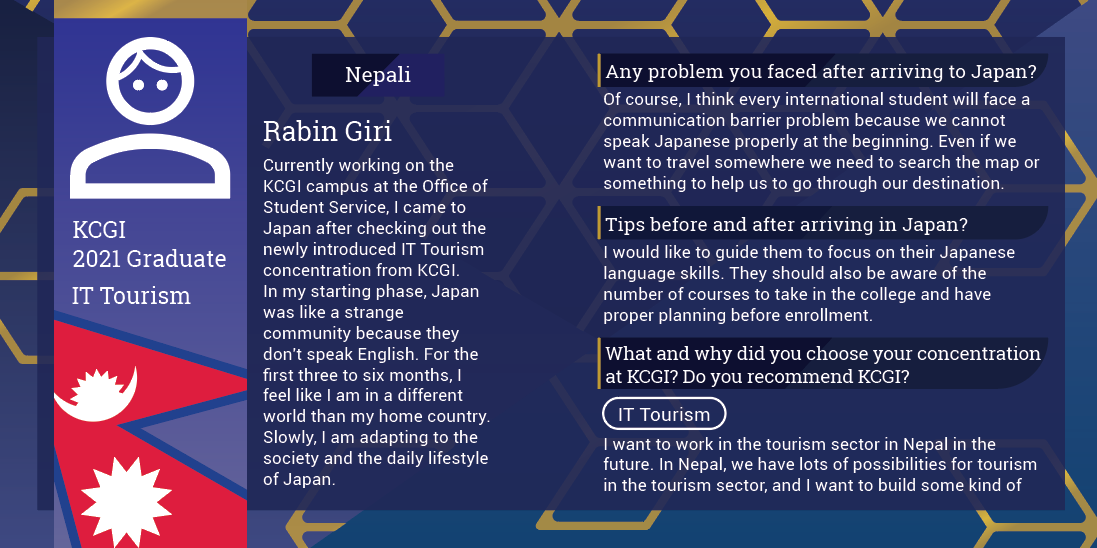 KCGI
2021 Graduate
IT Tourism
Nepali
Rabin Giri
Currently working on the
KCGI campus at the Office of
Student Service, I came to
Japan after checking out the
newly introduced IT Tourism
concentration from KCGI.
In my starting phase, Japan
was like a strange
community because they
don't speak English. For the
first three to six months, I
feel like I am in a different
world than my home country.
Slowly, I am adapting to the
society and the daily lifestyle
of Japan.
Any problem you faced after arriving to Japan?
Of course, I think every international student will face a
communication barrier problem because we cannot
speak Japanese properly at the beginning. Even if we
want to travel somewhere we need to search the map or
something to help us to go through our destination.
Tips before and after arriving in Japan?
I would like to guide them to focus on their Japanese
language skills. They should also be aware of the
number of courses to take in the college and have
proper planning before enrollment.
What and why did you choose your concentration
at KCGI? Do you recommend KCGI?
IT Tourism
I want to work in the tourism sector in Nepal in the
future. In Nepal, we have lots of possibilities for tourism
in the tourism sector, and I want to build some kind of